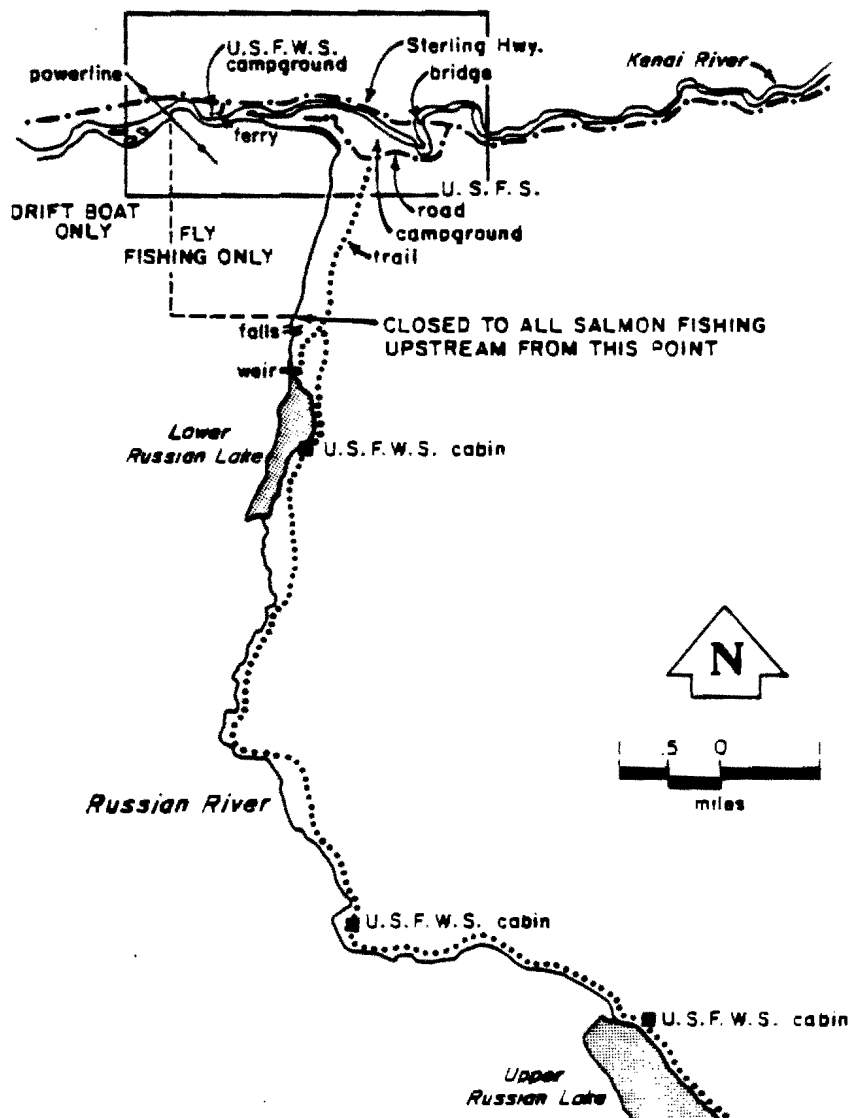 U.S.F.W.S.
campground
Sterling Hwy.
bridge
Kenai River
powerline
ferry
U.S.F.S.
road
campground
trail
DRIFT BOAT
ONLY
FLY
FISHING ONLY
falls
CLOSED TO ALL SALMON FISHING
UPSTREAM FROM THIS POINT
weir
Lower
Russian Lake
U.S.F.W.S. cabin
N
1 .5 0 1
miles
Russian River
U.S.F.W.S. cabin
U.S.F.W.S. cabin
Upper
Russian Lake